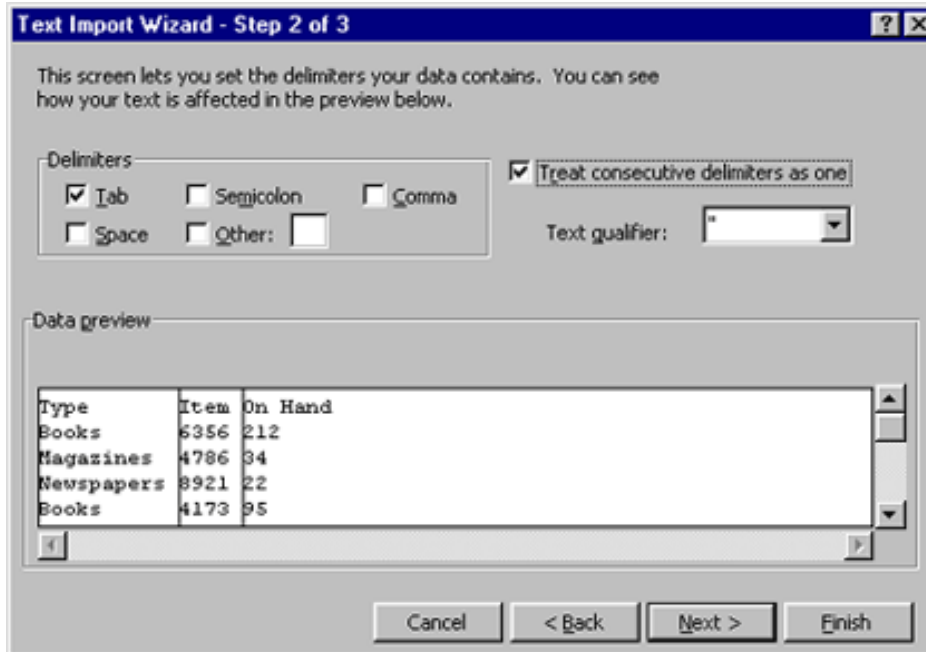 Text Import Wizard - Step 2 of 3
This screen lets you set the delimiters your data contains.  You can see
how your text is affected in the preview below.
Delimiters
Tab
Semicolon
Comma
Space
Other:
Treat consecutive delimiters as one
Text qualifier:
"
Data preview
Type Item On Hand
Books 6356 212
Magazines 4786 34
Newspapers 8921 22
Books 4173 95
Cancel
< Back
Next >
Finish